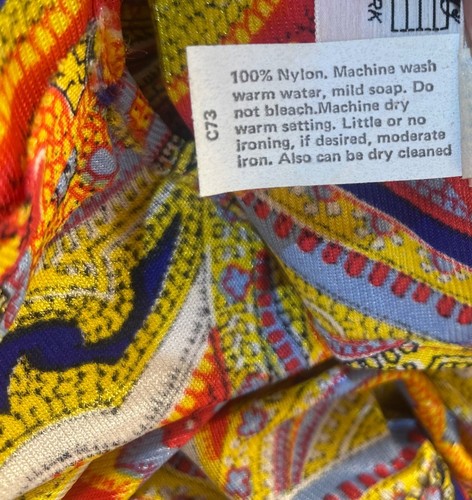 RK
100% Nylon. Machine wash
warm water, mild soap. Do
not bleach.Machine dry
warm setting. Little or no
ironing, if desired, moderate
iron. Also can be dry cleaned
C73